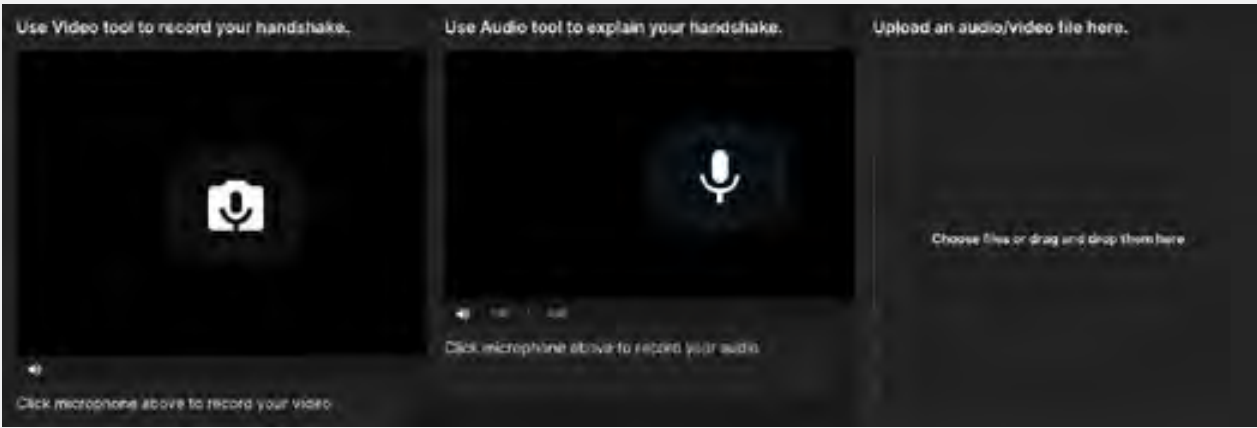 Use Video tool to record your handshake.
Click microphone above to record your video
Use Audio tool to explain your handshake.
Click microphone above to record your audio
Upload an audio/video file here.
Choose files or drag and drop them here